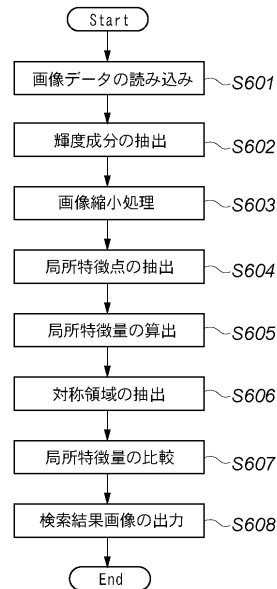 Start
画像データの読み込み S601
輝度成分の抽出 S602
画像縮小処理 S603
局所特徴点の抽出 S604
局所特徴量の算出 S605
対称領域の抽出 S606
局所特徴量の比較 S607
検索結果画像の出力 S608
End